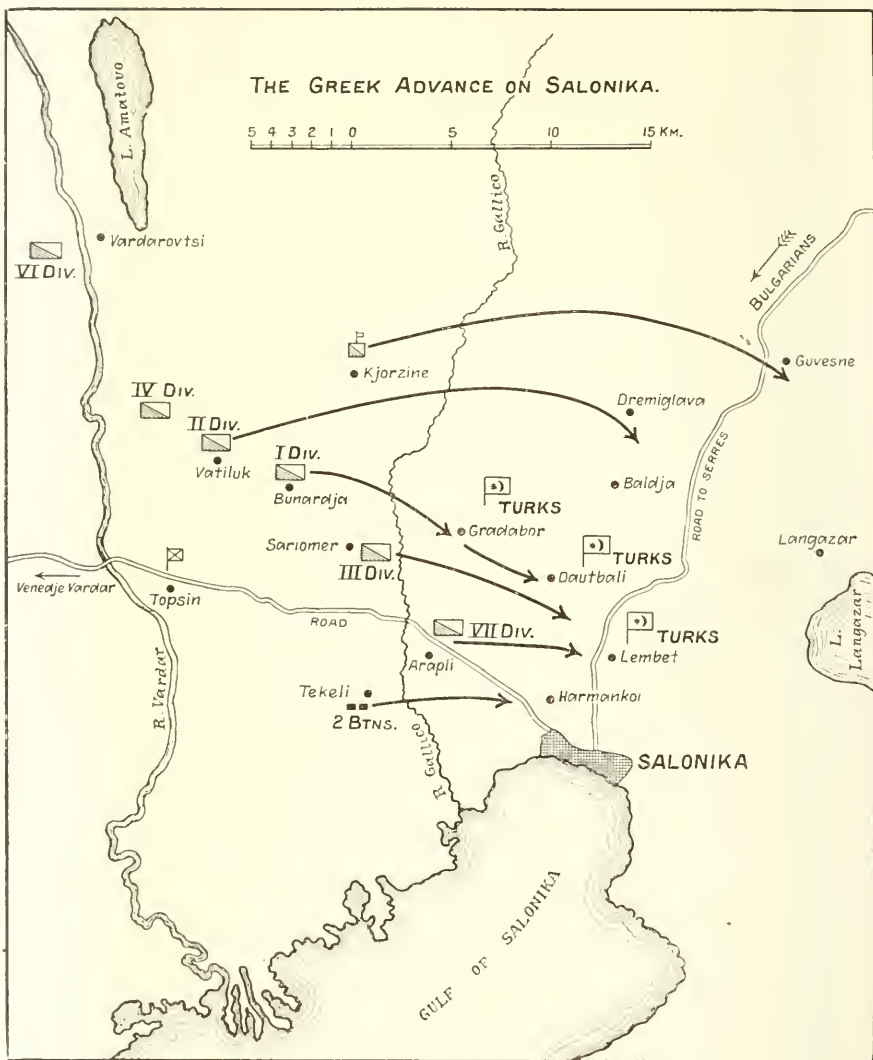 THE GREEK ADVANCE ON SALONIKA.
5 4 3 2 1 0 5 10 15 KM.
L. Amatovo
R. Gallico
Vardarovtsi
VI DIV.
BULGARIANS
Kjorzine
Guvesne
IV DIV.
II DIV.
Dremiglava
Vatiluk
I DIV.
Bunardja
Baldja
TURKS
ROAD TO SERRES
Gradabor
Sariomer
III DIV.
TURKS
Langazar
Dautbali
Venedje Vardar
Topsin
ROAD
VII DIV.
TURKS
L. Langazar
Arapli
Lembet
R. Vardar
Tekeli
Harmankoi
2 BTNS.
R. Gallico
SALONIKA
GULF OF SALONIKA